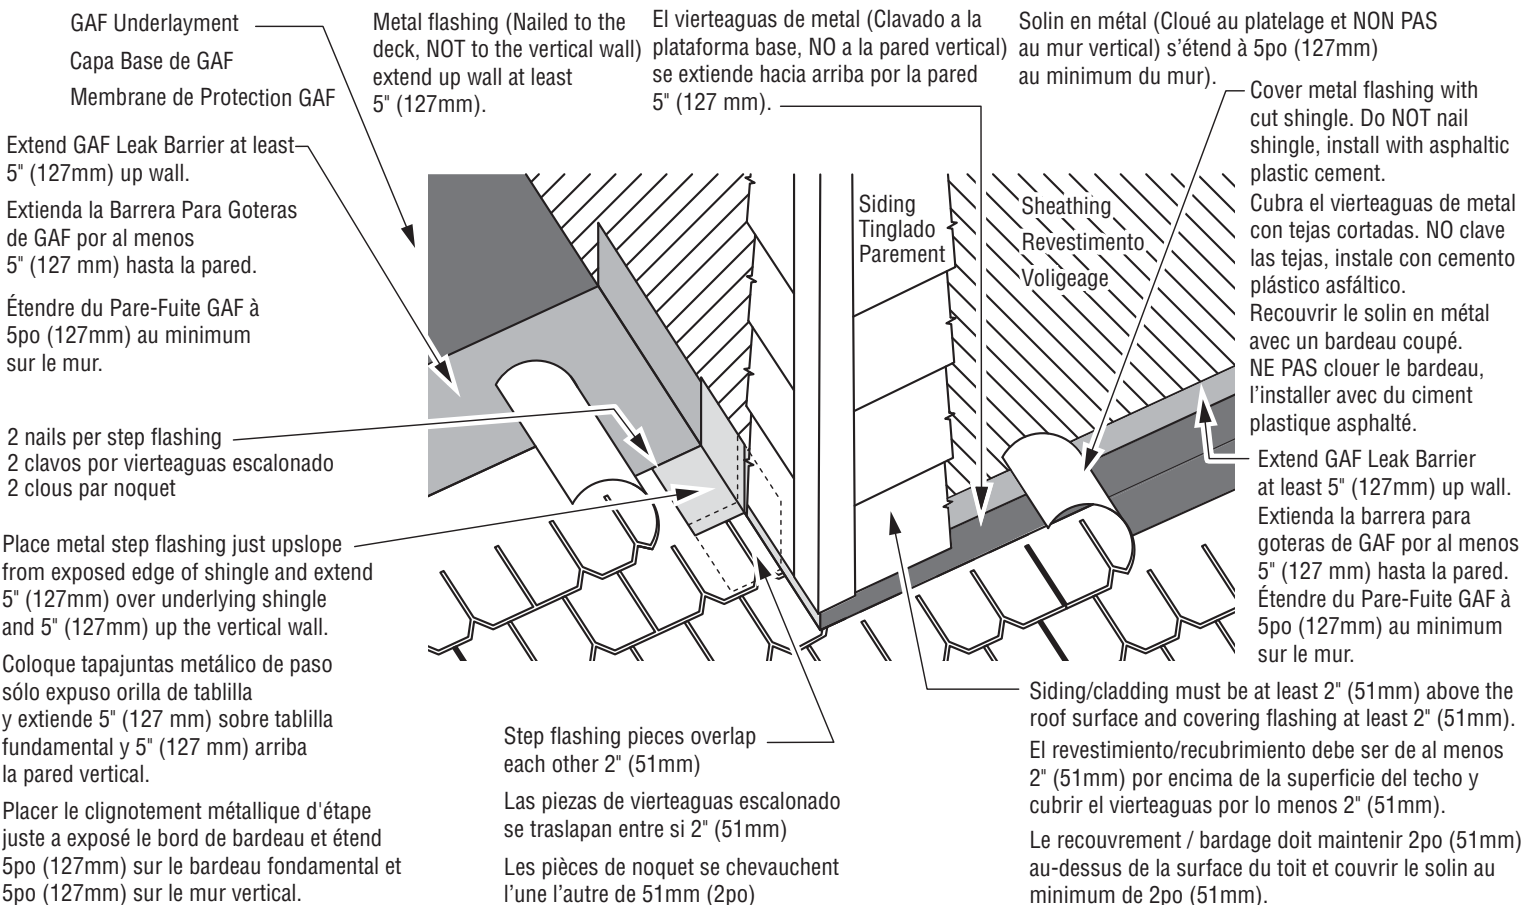 GAF Underlayment
Capa Base de GAF
Membrane de Protection GAF
Metal flashing (Nailed to the
deck, NOT to the vertical wall)
extend up wall at least
5" (127mm).
El vierteaguas de metal (Clavado a la
plataforma base, NO a la pared vertical)
se extiende hacia arriba por la pared
5" (127 mm).
Solin en métal (Cloué au platelage et NON PAS
au mur vertical) s’étend à 5po (127mm)
au minimum du mur).
Extend GAF Leak Barrier at least
5" (127mm) up wall.
Extienda la Barrera Para Goteras
de GAF por al menos
5" (127 mm) hasta la pared.
Étendre du Pare-Fuite GAF à
5po (127mm) au minimum
sur le mur.
2 nails per step flashing
2 clavos por vierteaguas escalonado
2 clous par noquet
Place metal step flashing just upslope
from exposed edge of shingle and extend
5" (127mm) over underlying shingle
and 5" (127mm) up the vertical wall.
Coloque tapajuntas metálico de paso
sólo expuso orilla de tablilla
y extiende 5" (127 mm) sobre tablilla
fundamental y 5" (127 mm) arriba
la pared vertical.
Placer le clignotement métallique d'étape
juste a exposé le bord de bardeau et étend
5po (127mm) sur le bardeau fondamental et
5po (127mm) sur le mur vertical.
Siding
Tinglado
Parement
Sheathing
Revestimento
Voligeage
Cover metal flashing with
cut shingle. Do NOT nail
shingle, install with asphaltic
plastic cement.
Cubra el vierteaguas de metal
con tejas cortadas. NO clave
las tejas, instale con cemento
plástico asfáltico.
Recouvrir le solin en métal
avec un bardeau coupé.
NE PAS clouer le bardeau,
l’installer avec du ciment
plastique asphalté.
Extend GAF Leak Barrier
at least 5" (127mm) up wall.
Extienda la barrera para
goteras de GAF por al menos
5" (127 mm) hasta la pared.
Étendre du Pare-Fuite GAF à
5po (127mm) au minimum
sur le mur.
Step flashing pieces overlap
each other 2" (51mm)
Las piezas de vierteaguas escalonado
se traslapan entre si 2" (51mm)
Les pièces de noquet se chevauchent
l’une l’autre de 51mm (2po)
Siding/cladding must be at least 2" (51mm) above the
roof surface and covering flashing at least 2" (51mm).
El revestimiento/recubrimiento debe ser de al menos
2" (51mm) por encima de la superficie del techo y
cubrir el vierteaguas por lo menos 2" (51mm).
Le recouvrement / bardage doit maintenir 2po (51mm)
au-dessus de la surface du toit et couvrir le solin au
minimum de 2po (51mm).